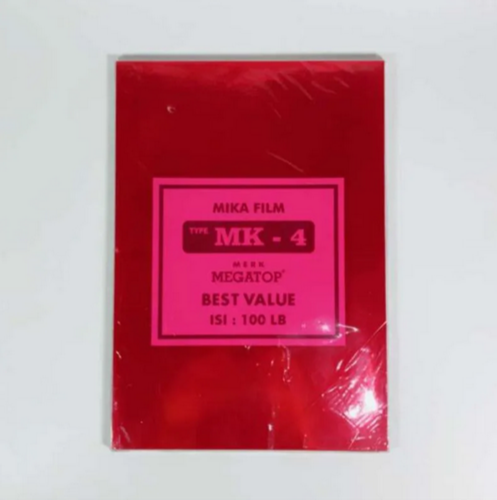 MIKA FILM
TYPE MK - 4
MERK
MEGATOP®
BEST VALUE
ISI : 100 LB